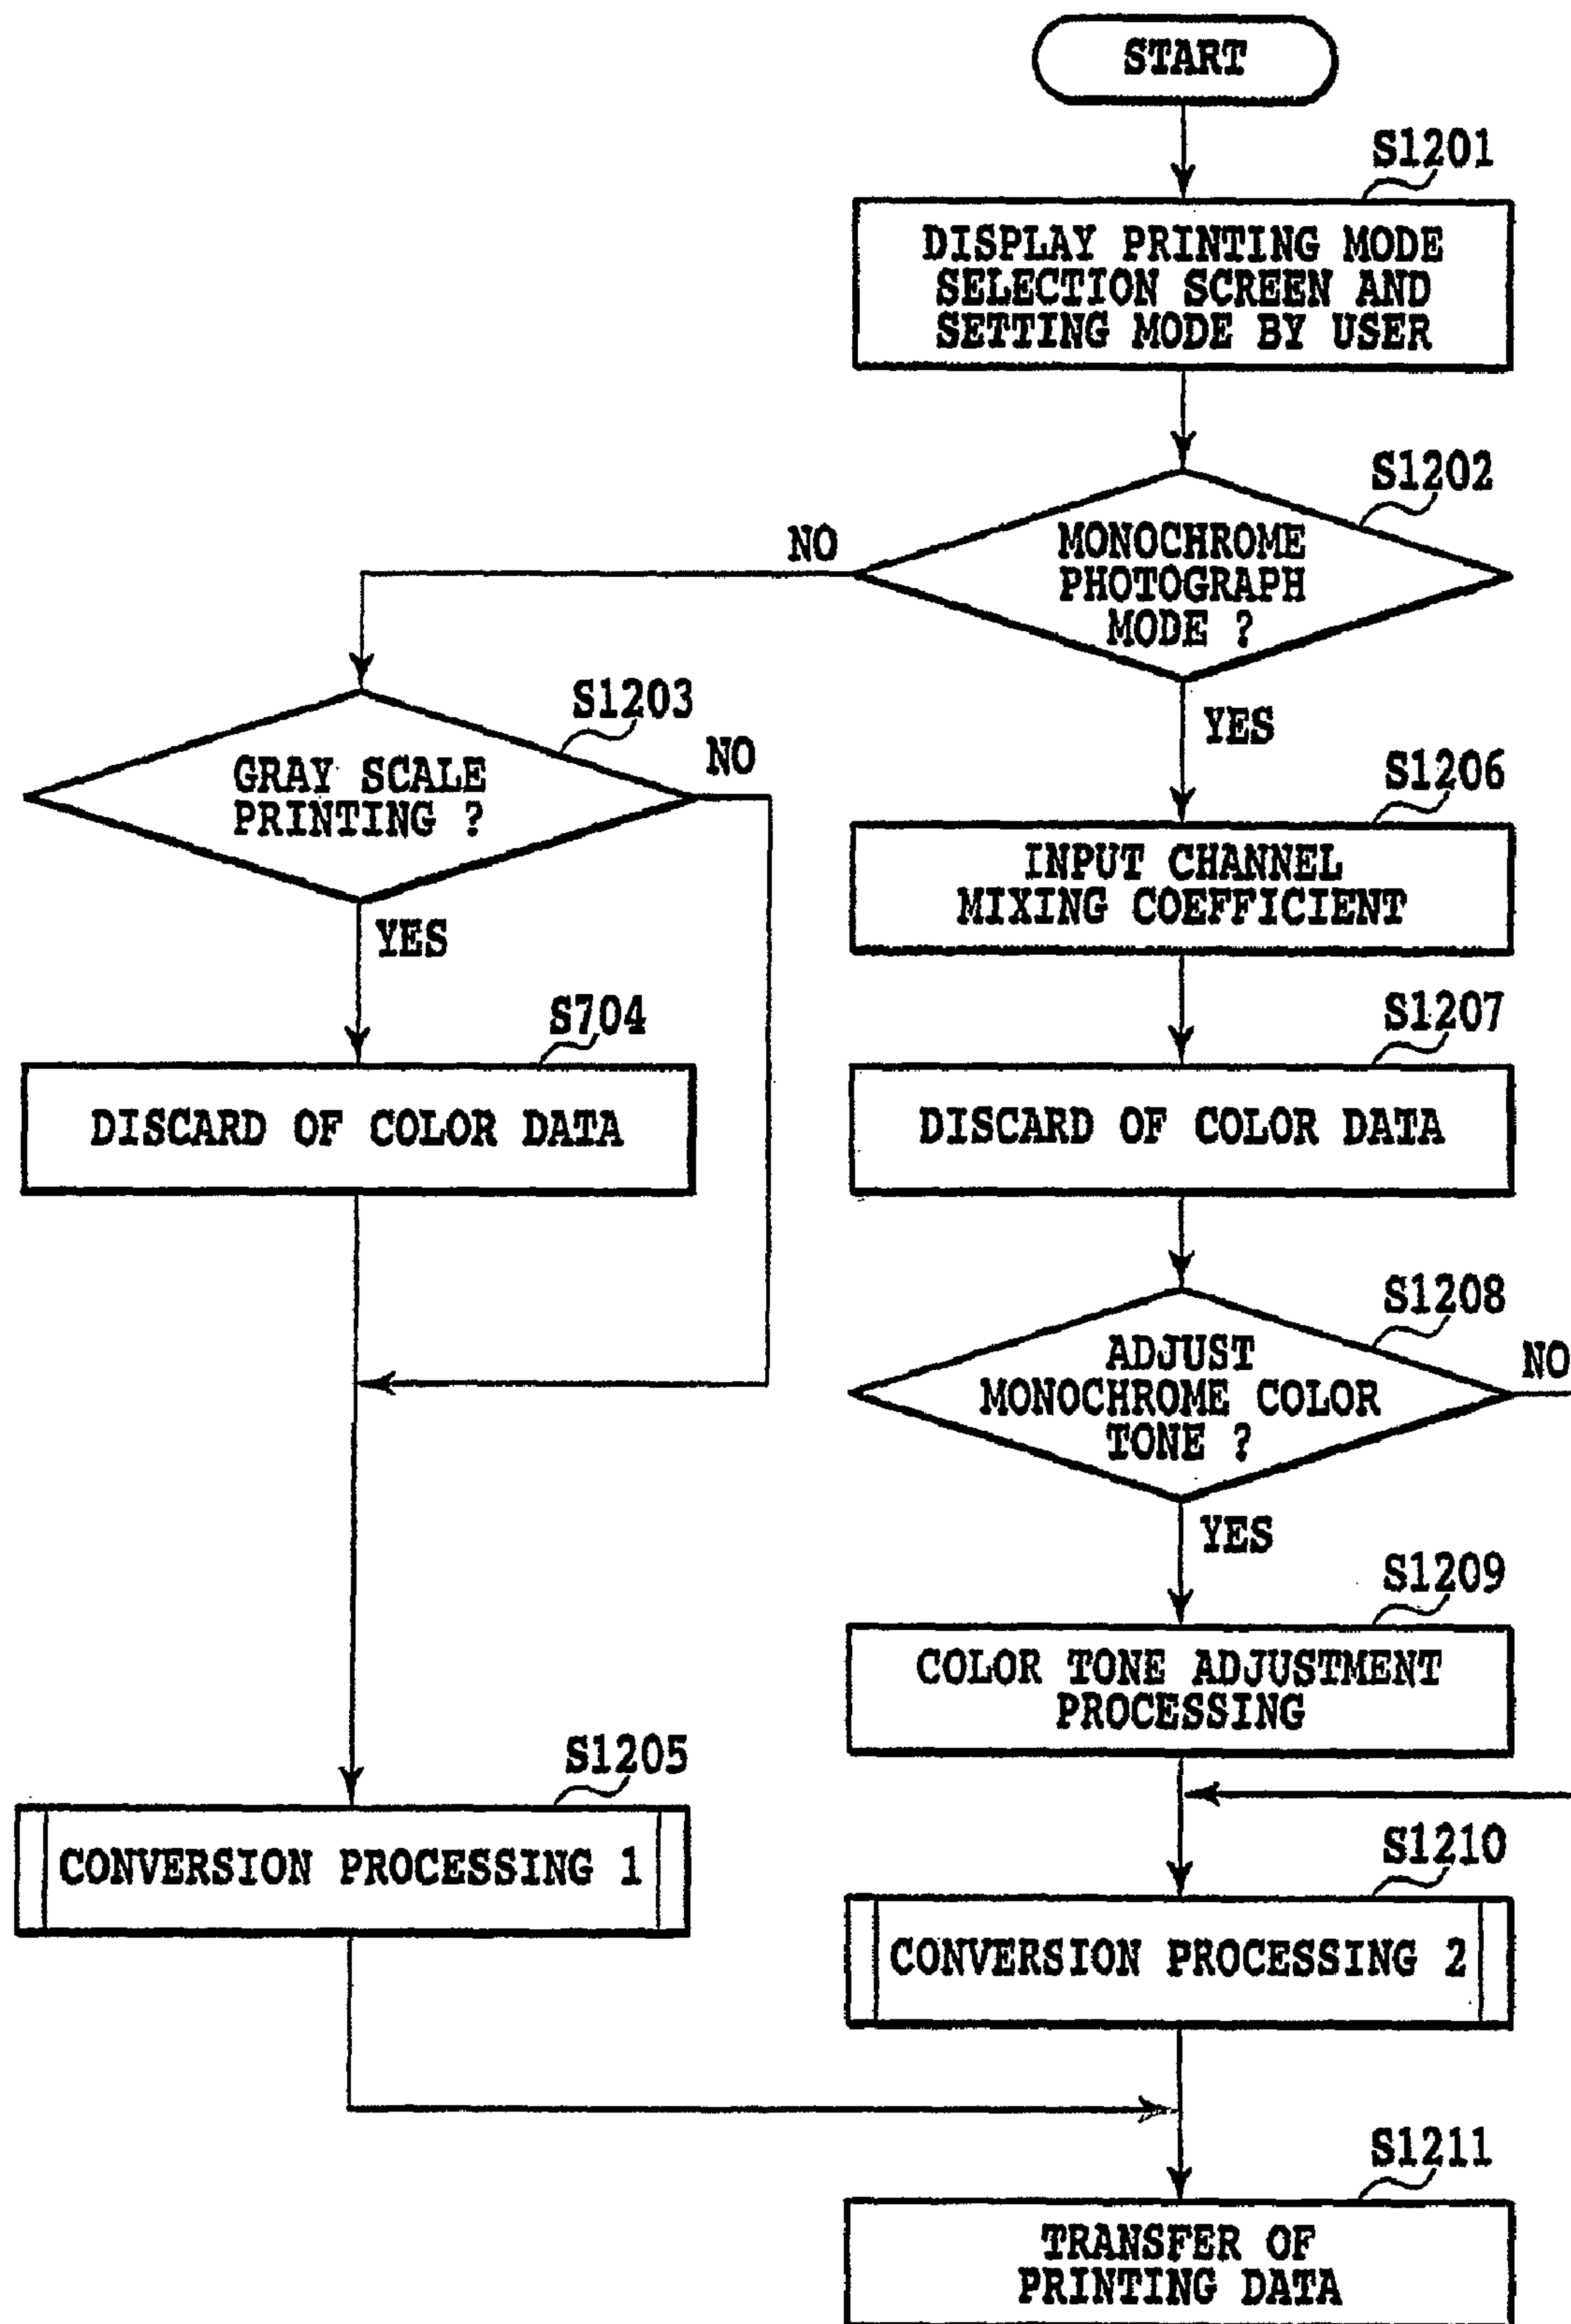 START
S1201
DISPLAY PRINTING MODE
SELECTION SCREEN AND
SETTING MODE BY USER
S1202
MONOCHROME
PHOTOGRAPH
MODE ?
NO
YES
S1203
GRAY SCALE
PRINTING ?
NO
YES
S704
DISCARD OF COLOR DATA
S1206
INPUT CHANNEL
MIXING COEFFICIENT
S1207
DISCARD OF COLOR DATA
S1208
ADJUST
MONOCHROME COLOR
TONE ?
NO
YES
S1209
COLOR TONE ADJUSTMENT
PROCESSING
S1205
CONVERSION PROCESSING 1
S1210
CONVERSION PROCESSING 2
S1211
TRANSFER OF
PRINTING DATA